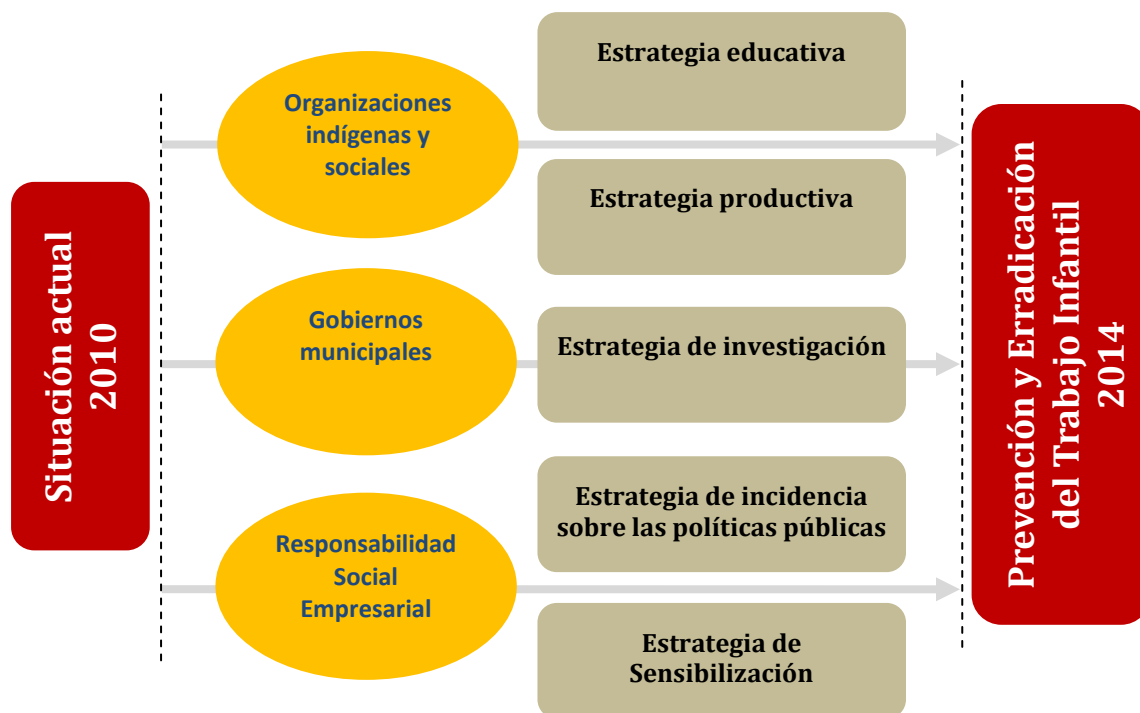 Situación actual
2010
Organizaciones
indígenas y
sociales
Gobiernos
municipales
Responsabilidad
Social
Empresarial
Estrategia educativa
Estrategia productiva
Estrategia de investigación
Estrategia de incidencia
sobre las políticas públicas
Estrategia de
Sensibilización
Prevención y Erradicación
del Trabajo Infantil
2014